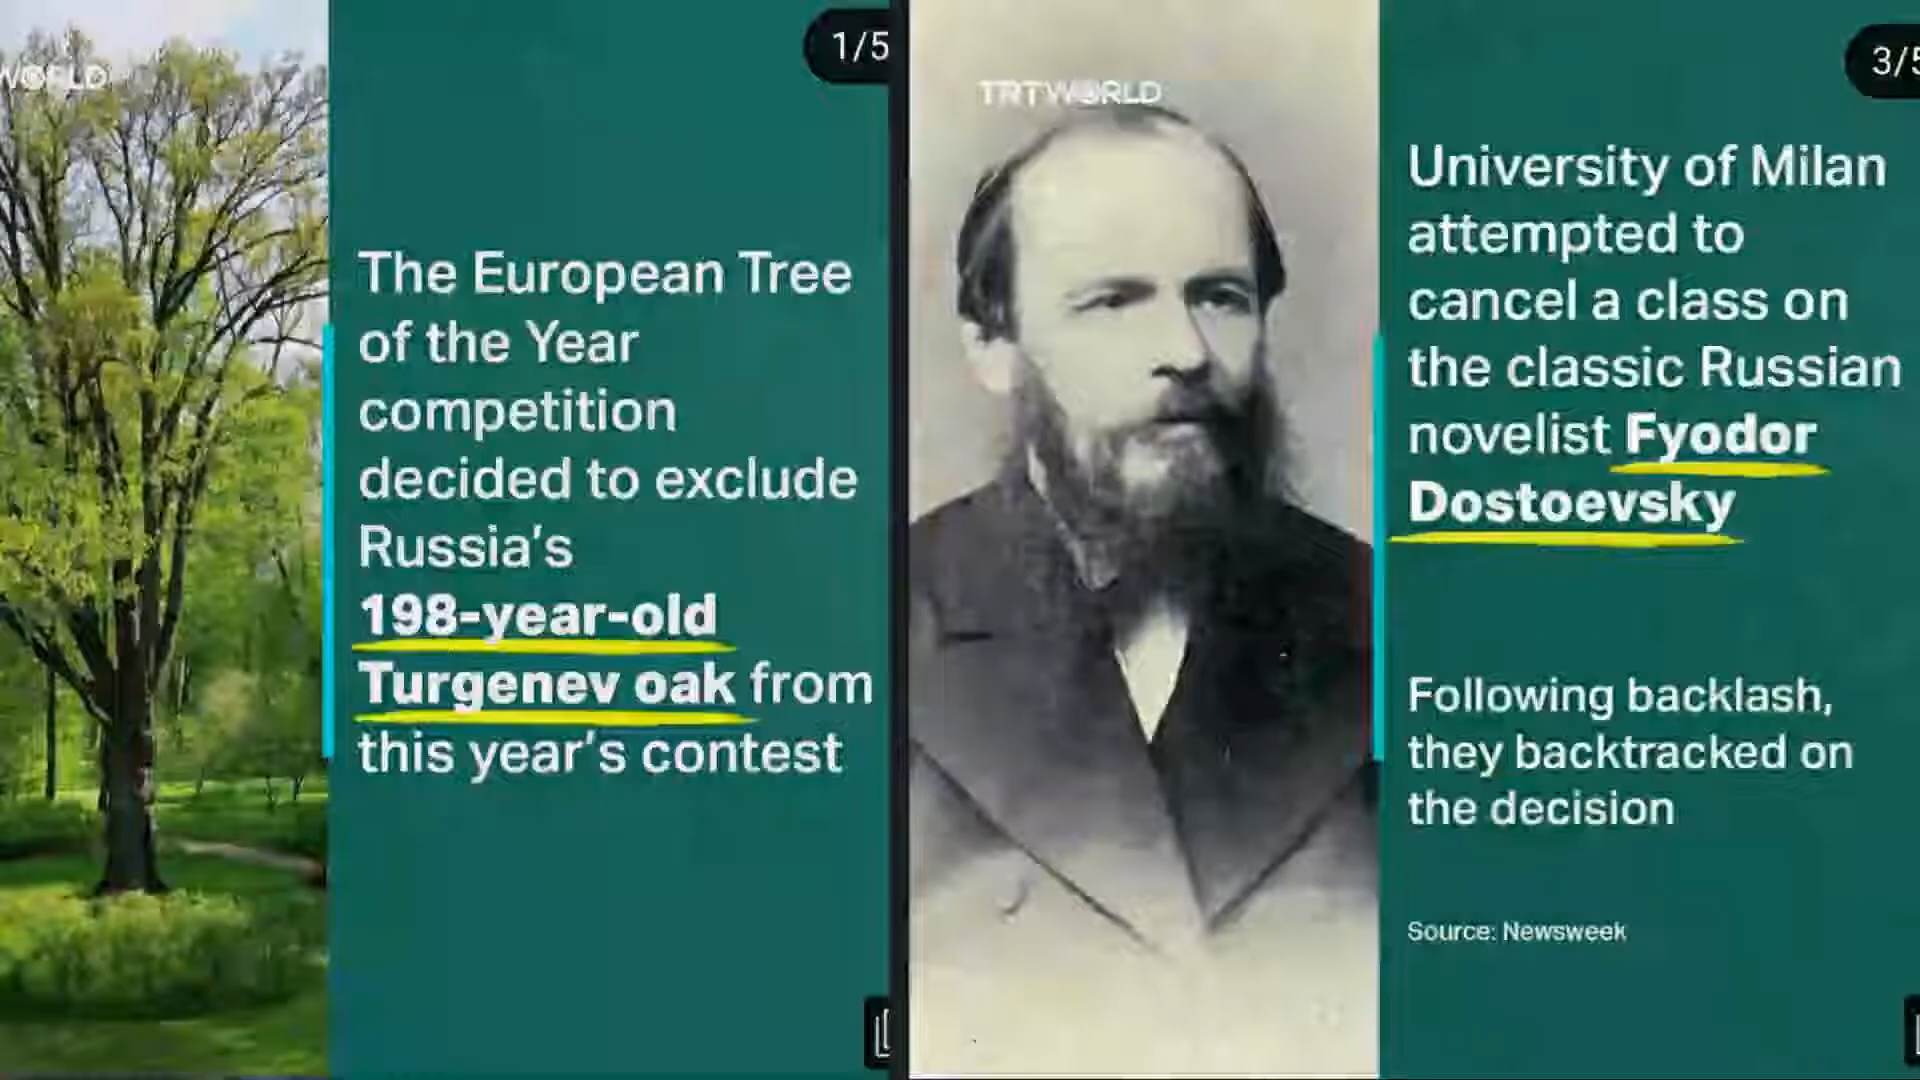 WORLD
1/5
The European Tree
of the Year
competition
decided to exclude
Russia's
198-year-old
Turgenev oak from
this year's contest
TRTWORLD
3/5
University of Milan
attempted to
cancel a class on
the classic Russian
novelist Fyodor
Dostoevsky
Following backlash,
they backtracked on
the decision
Source: Newsweek